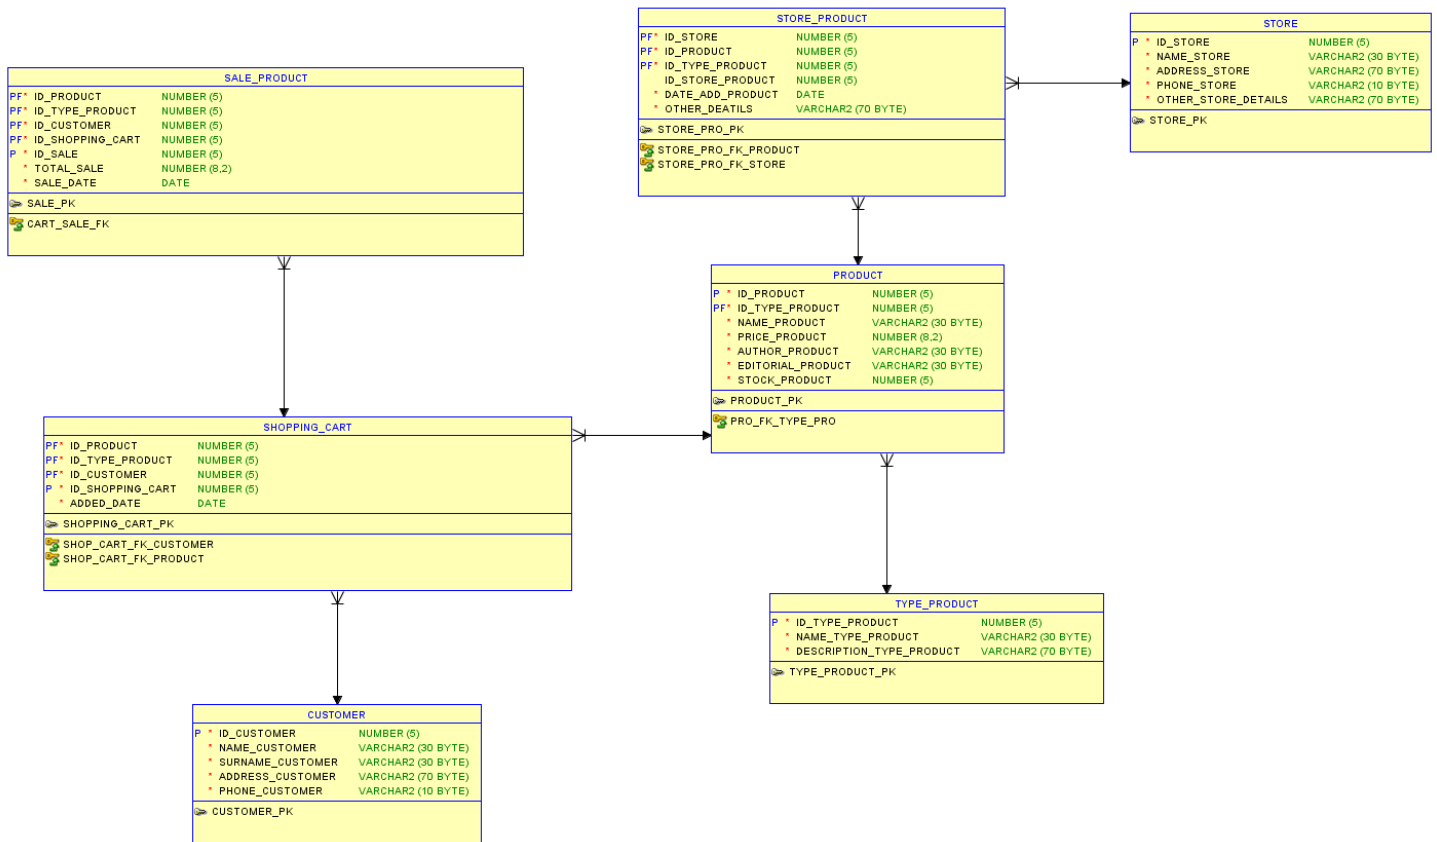 STORE_PRODUCT
PF* ID_STORE NUMBER (5)
PF* ID_PRODUCT NUMBER (5)
PF* ID_TYPE_PRODUCT NUMBER (5)
ID_STORE_PRODUCT NUMBER (5)
* DATE_ADD_PRODUCT DATE
* OTHER_DEATILS VARCHAR2 (70 BYTE)
STORE_PRO_PK
STORE_PRO_FK_PRODUCT
STORE_PRO_FK_STORE
STORE
P * ID_STORE NUMBER (5)
* NAME_STORE VARCHAR2 (30 BYTE)
* ADDRESS_STORE VARCHAR2 (70 BYTE)
* PHONE_STORE VARCHAR2 (10 BYTE)
* OTHER_STORE_DETAILS VARCHAR2 (70 BYTE)
STORE_PK
SALE_PRODUCT
PF* ID_PRODUCT NUMBER (5)
PF* ID_TYPE_PRODUCT NUMBER (5)
PF* ID_CUSTOMER NUMBER (5)
PF* ID_SHOPPING_CART NUMBER (5)
P * ID_SALE NUMBER (5)
* TOTAL_SALE NUMBER (8,2)
* SALE_DATE DATE
SALE_PK
CART_SALE_FK
PRODUCT
P * ID_PRODUCT NUMBER (5)
PF* ID_TYPE_PRODUCT NUMBER (5)
* NAME_PRODUCT VARCHAR2 (30 BYTE)
* PRICE_PRODUCT NUMBER (8,2)
* AUTHOR_PRODUCT VARCHAR2 (30 BYTE)
* EDITORIAL_PRODUCT VARCHAR2 (30 BYTE)
* STOCK_PRODUCT NUMBER (5)
PRODUCT_PK
PRO_FK_TYPE_PRO
SHOPPING_CART
PF* ID_PRODUCT NUMBER (5)
PF* ID_TYPE_PRODUCT NUMBER (5)
PF* ID_CUSTOMER NUMBER (5)
P * ID_SHOPPING_CART NUMBER (5)
* ADDED_DATE DATE
SHOPPING_CART_PK
SHOP_CART_FK_CUSTOMER
SHOP_CART_FK_PRODUCT
TYPE_PRODUCT
P * ID_TYPE_PRODUCT NUMBER (5)
* NAME_TYPE_PRODUCT VARCHAR2 (30 BYTE)
* DESCRIPTION_TYPE_PRODUCT VARCHAR2 (70 BYTE)
TYPE_PRODUCT_PK
CUSTOMER
P * ID_CUSTOMER NUMBER (5)
* NAME_CUSTOMER VARCHAR2 (30 BYTE)
* SURNAME_CUSTOMER VARCHAR2 (30 BYTE)
* ADDRESS_CUSTOMER VARCHAR2 (70 BYTE)
* PHONE_CUSTOMER VARCHAR2 (10 BYTE)
CUSTOMER_PK